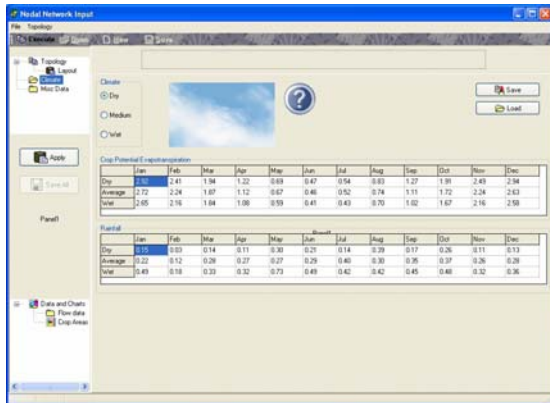 Nodal Network Input
File Topology
Execute Open New Save
Topology
Layout
Climate
Misc Data
Apply
Save All
Panel1
Data and Charts
Flow data
Crop Areas
Climate
Dry
Medium
Wet
?
Save
Load
Crop Potential Evapotranspiration
Jan Feb Mar Apr May Jun Jul Aug Sep Oct Nov Dec
Dry 2.92 2.41 1.94 1.22 0.69 0.47 0.54 0.83 1.27 1.91 2.49 2.94
Average 2.72 2.24 1.87 1.12 0.67 0.46 0.52 0.74 1.11 1.72 2.24 2.63
Wet 2.65 2.16 1.84 1.08 0.59 0.41 0.43 0.70 1.02 1.67 2.16 2.58
Rainfall
Jan Feb Mar Apr May Jun Jul Aug Sep Oct Nov Dec
Dry 0.15 0.03 0.14 0.11 0.30 0.21 0.14 0.39 0.17 0.26 0.11 0.13
Average 0.22 0.12 0.28 0.27 0.27 0.29 0.40 0.30 0.35 0.37 0.26 0.28
Wet 0.49 0.18 0.33 0.32 0.73 0.49 0.42 0.42 0.45 0.48 0.32 0.36